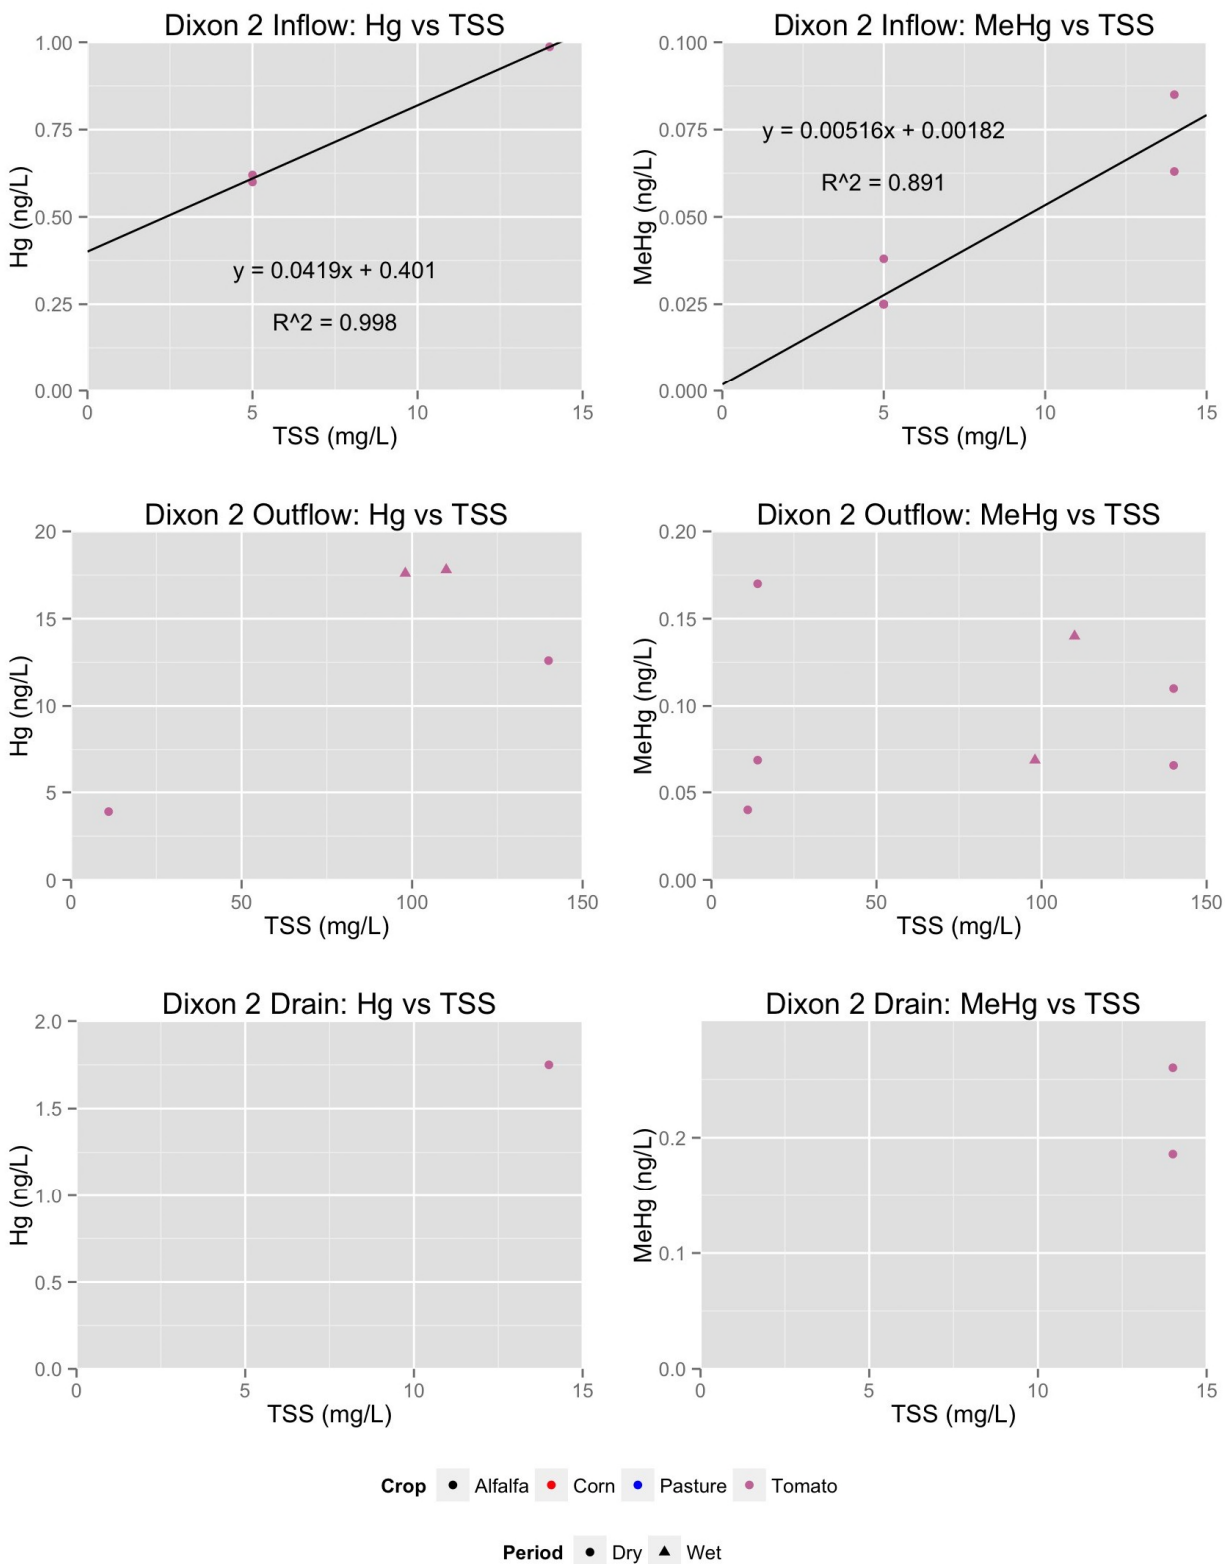 Dixon 2 Inflow: Hg vs TSS
1.00
0.75
0.50
0.25
0.00
Hg (ng/L)
y = 0.0419x + 0.401
R^2 = 0.998
0 5 10 15
TSS (mg/L)
Dixon 2 Inflow: MeHg vs TSS
0.100
0.075
0.050
0.025
0.000
MeHg (ng/L)
y = 0.00516x + 0.00182
R^2 = 0.891
0 5 10 15
TSS (mg/L)
Dixon 2 Outflow: Hg vs TSS
20
15
10
5
0
Hg (ng/L)
0 50 100 150
TSS (mg/L)
Dixon 2 Outflow: MeHg vs TSS
0.20
0.15
0.10
0.05
0.00
MeHg (ng/L)
0 50 100 150
TSS (mg/L)
Dixon 2 Drain: Hg vs TSS
2.0
1.5
1.0
0.5
0.0
Hg (ng/L)
0 5 10 15
TSS (mg/L)
Dixon 2 Drain: MeHg vs TSS
0.2
0.1
0.0
MeHg (ng/L)
0 5 10 15
TSS (mg/L)
Crop Alfalfa Corn Pasture Tomato
Period Dry Wet